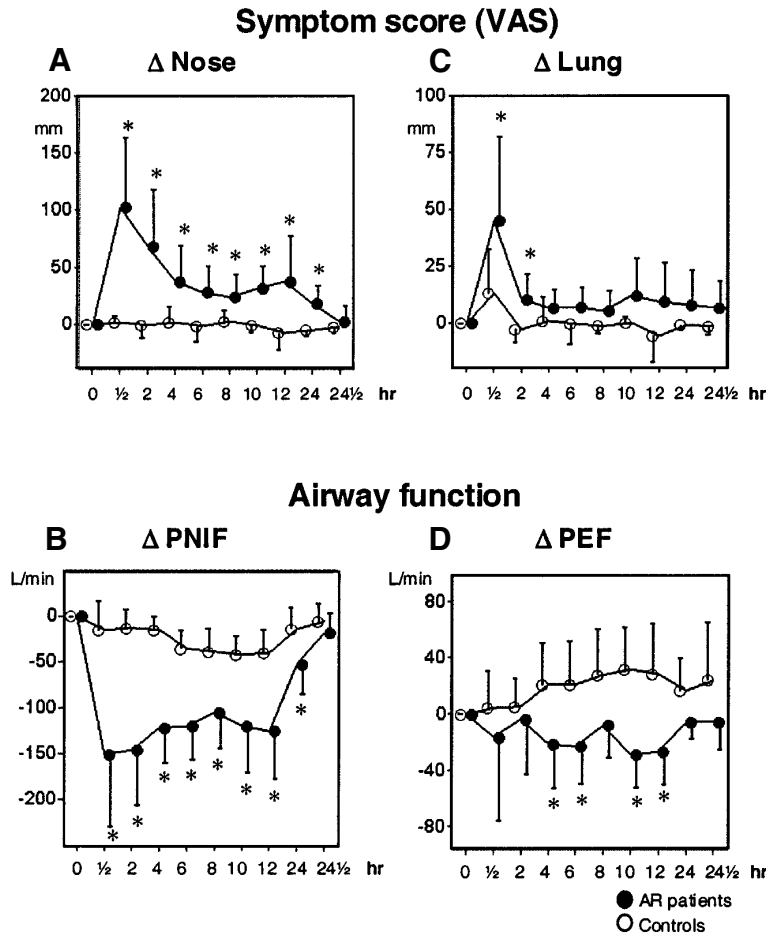 Symptom score (VAS)
A Δ Nose
200
mm
150
100
50
0
0 ½ 2 4 6 8 10 12 24 24½ hr
*
*
*
*
*
*
*
*
C Δ Lung
100
mm
75
50
25
0
0 ½ 2 4 6 8 10 12 24 24½ hr
*
*
Airway function
B Δ PNIF
L/min
0
-50
-100
-150
-200
0 ½ 2 4 6 8 10 12 24 24½ hr
*
*
*
*
*
*
*
*
D Δ PEF
L/min
80
40
0
-40
-80
0 ½ 2 4 6 8 10 12 24 24½ hr
*
*
*
*
AR patients
Controls